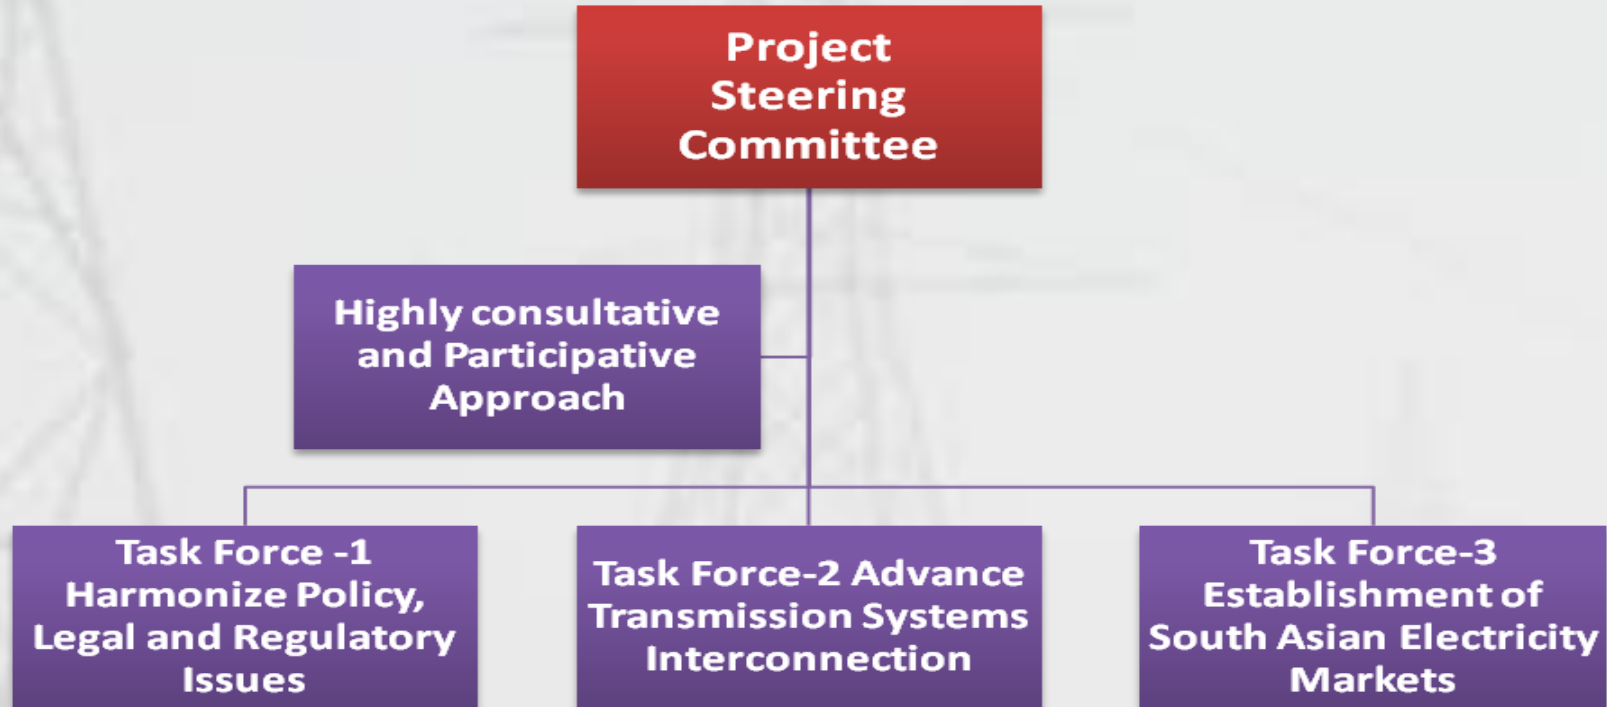 Project
Steering
Committee
Highly consultative
and Participative
Approach
Task Force -1
Harmonize Policy,
Legal and Regulatory
Issues
Task Force-2 Advance
Transmission Systems
Interconnection
Task Force-3
Establishment of
South Asian Electricity
Markets